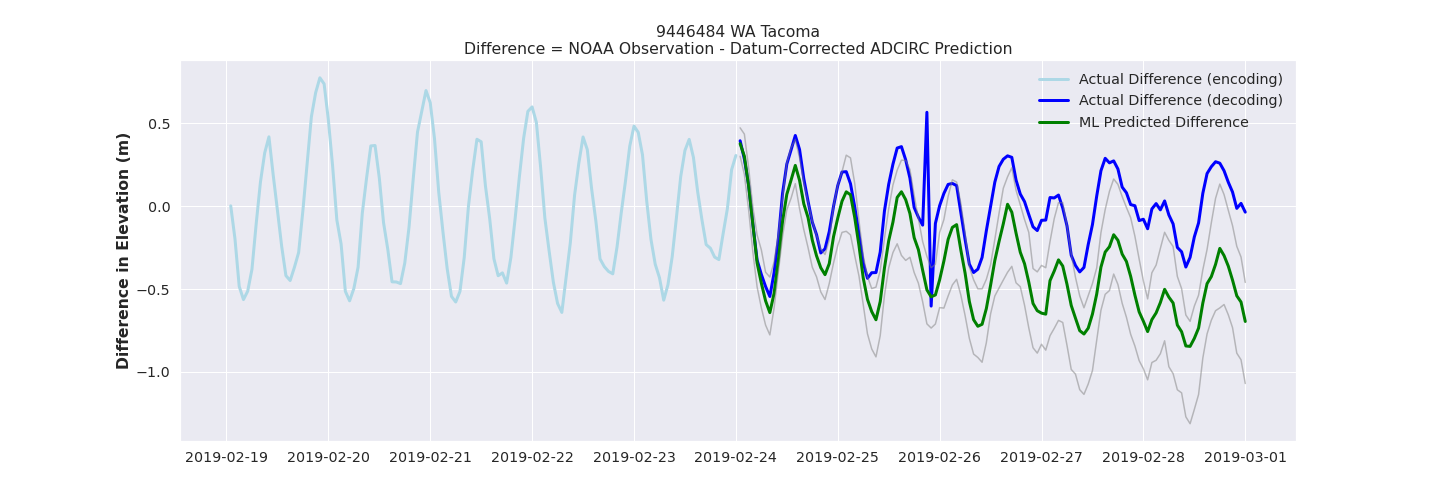 9446484 WA Tacoma
Difference = NOAA Observation - Datum-Corrected ADCIRC Prediction
Actual Difference (encoding)
Actual Difference (decoding)
ML Predicted Difference
Difference in Elevation (m)
0.5
0.0
−0.5
−1.0
2019-02-19 2019-02-20 2019-02-21 2019-02-22 2019-02-23 2019-02-24 2019-02-25 2019-02-26 2019-02-27 2019-02-28 2019-03-01